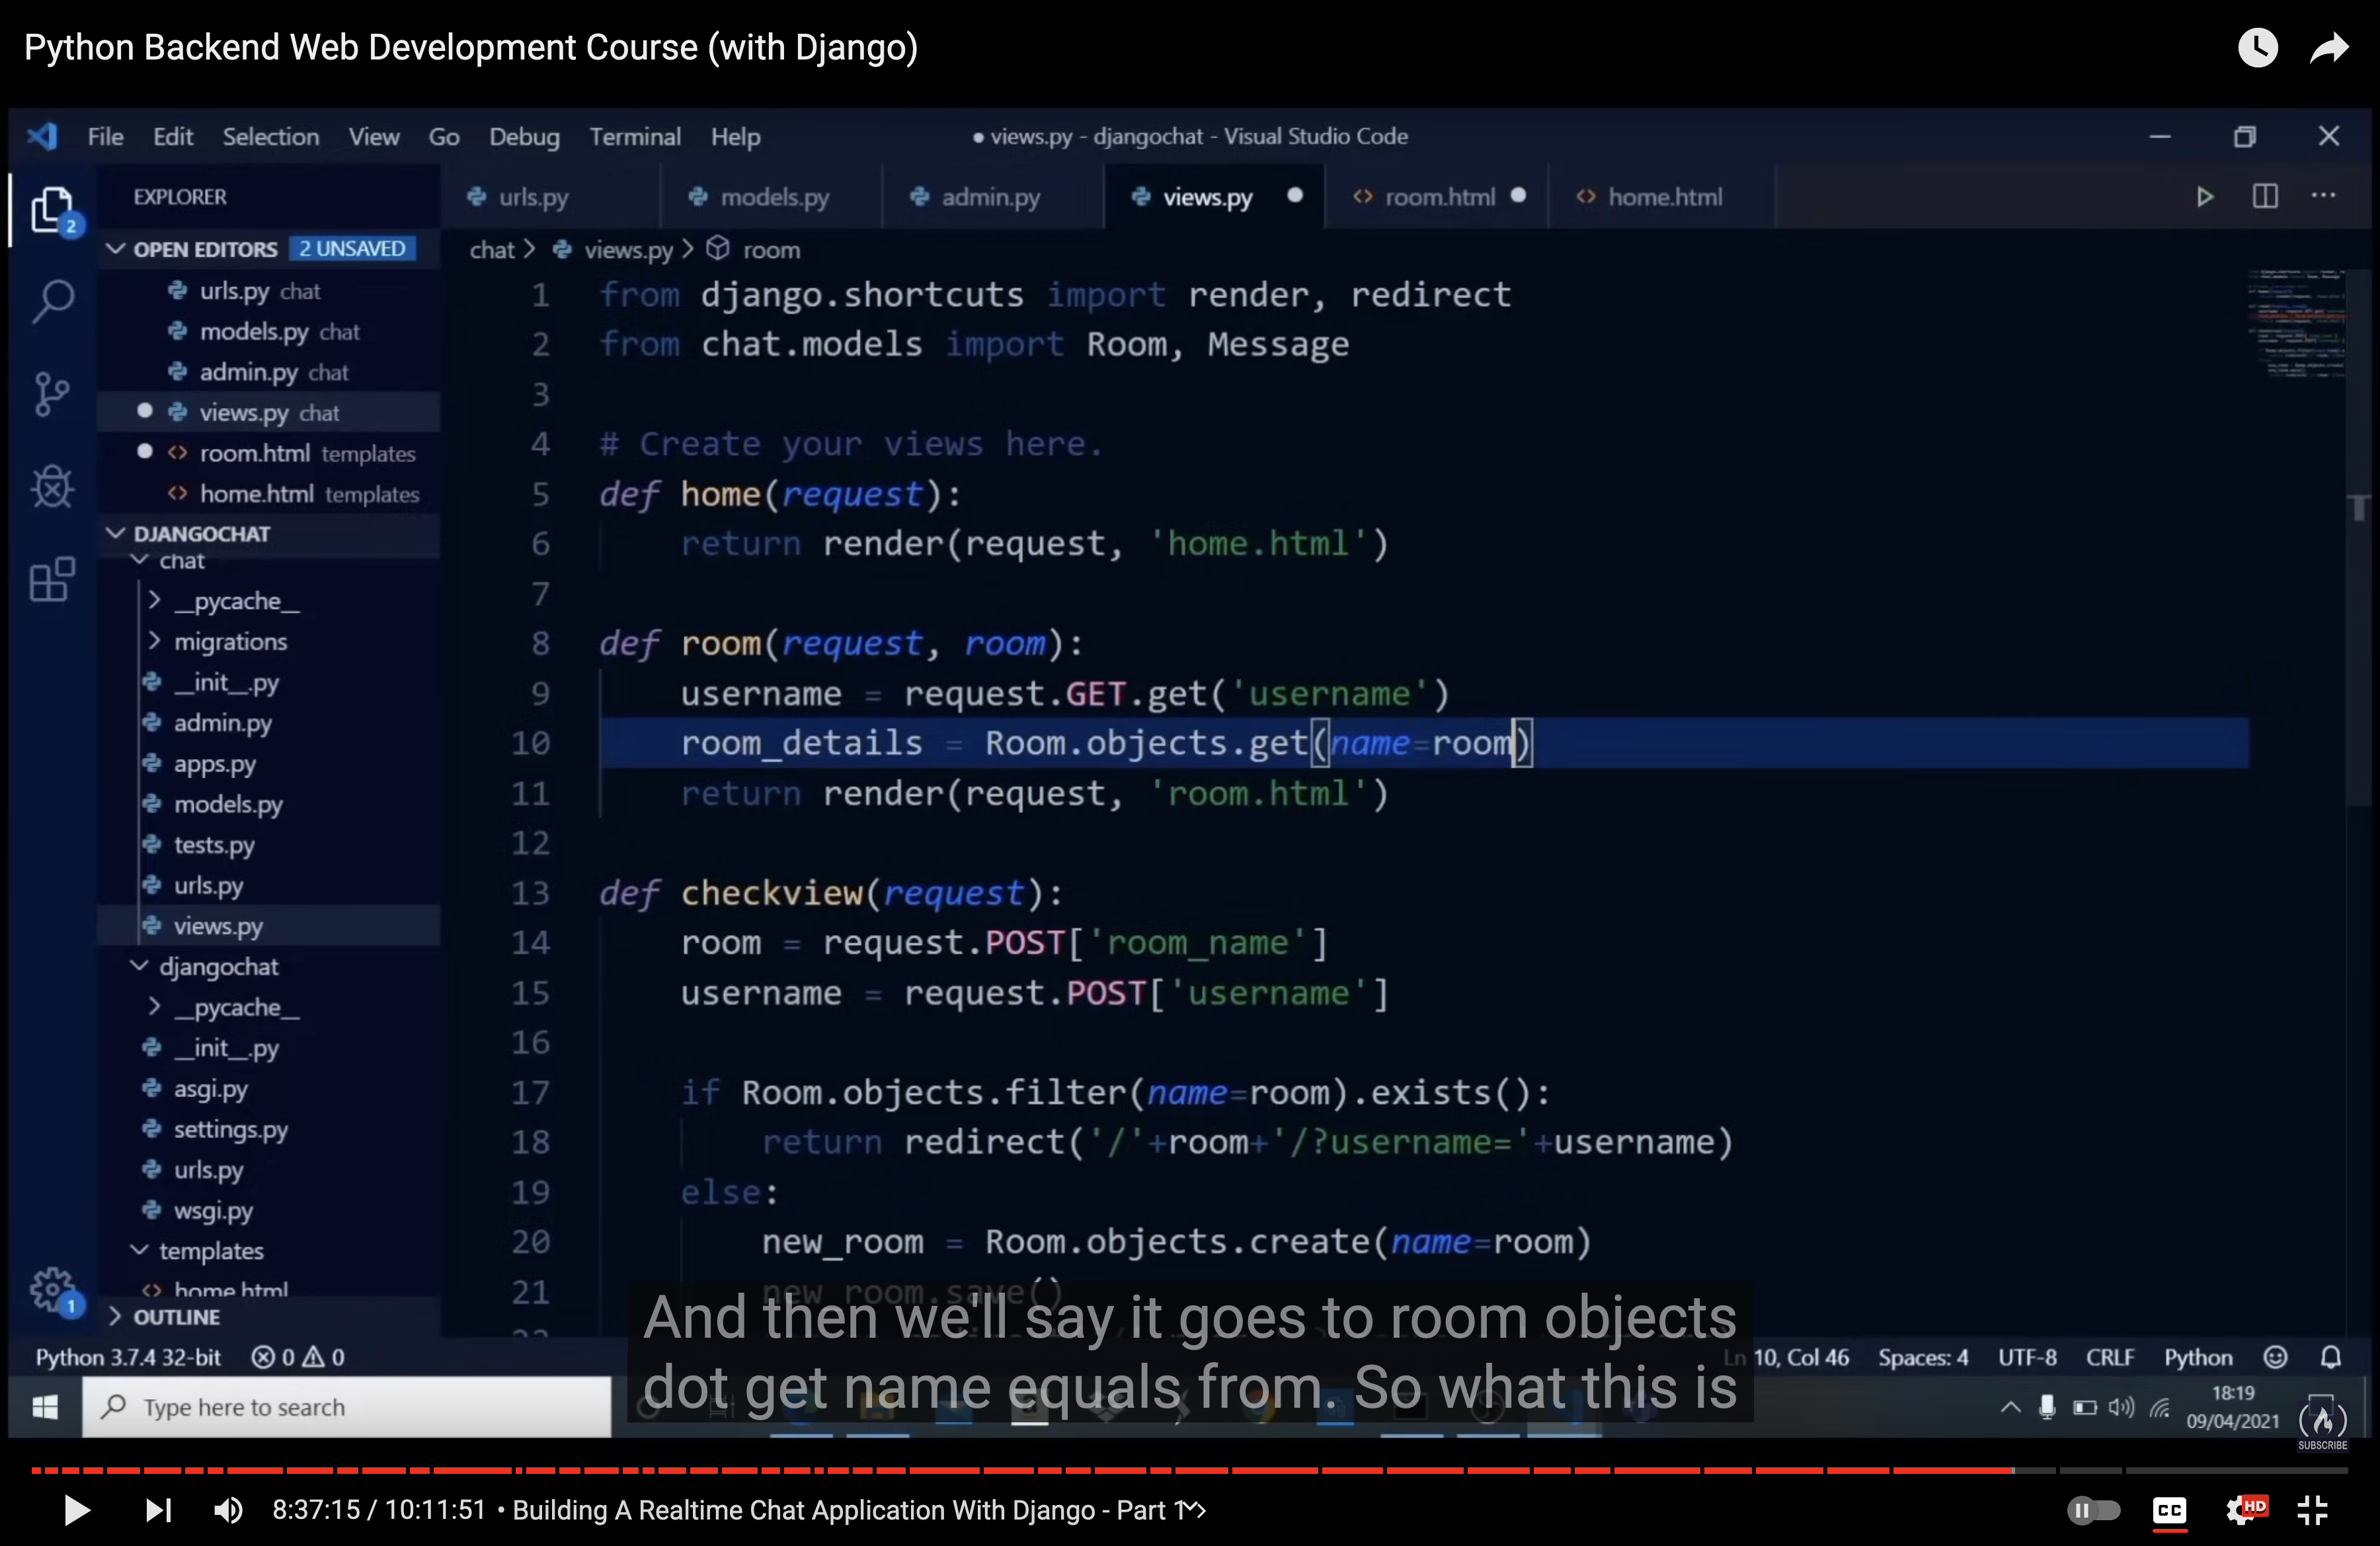 Python Backend Web Development Course (with Django)
File Edit Selection View Go Debug Terminal Help
● views.py - djangochat - Visual Studio Code
2
EXPLORER
OPEN EDITORS 2 UNSAVED
urls.py chat
models.py chat
admin.py chat
views.py chat
room.html templates
home.html templates
DJANGOCHAT
chat
__pycache__
migrations
__init__.py
admin.py
apps.py
models.py
tests.py
urls.py
views.py
djangochat
__pycache__
__init__.py
asgi.py
settings.py
urls.py
wsgi.py
templates
home.html
OUTLINE
1
urls.py models.py admin.py views.py room.html home.html
chat > views.py > room
1 from django.shortcuts import render, redirect
2 from chat.models import Room, Message
3
4 # Create your views here.
5 def home(request):
6     return render(request, 'home.html')
7
8 def room(request, room):
9     username = request.GET.get('username')
10     room_details = Room.objects.get(name=room)
11     return render(request, 'room.html')
12
13 def checkview(request):
14     room = request.POST['room_name']
15     username = request.POST['username']
16
17     if Room.objects.filter(name=room).exists():
18         return redirect('/'+room+'/?username='+username)
19     else:
20         new_room = Room.objects.create(name=room)
21         new_room.save()
And then we'll say it goes to room objects
dot get name equals from. So what this is
Python 3.7.4 32-bit 0 0 Ln 10, Col 46 Spaces: 4 UTF-8 CRLF Python
Type here to search
18:19
09/04/2021
SUBSCRIBE
8:37:15 / 10:11:51 • Building A Realtime Chat Application With Django - Part 1
CC HD